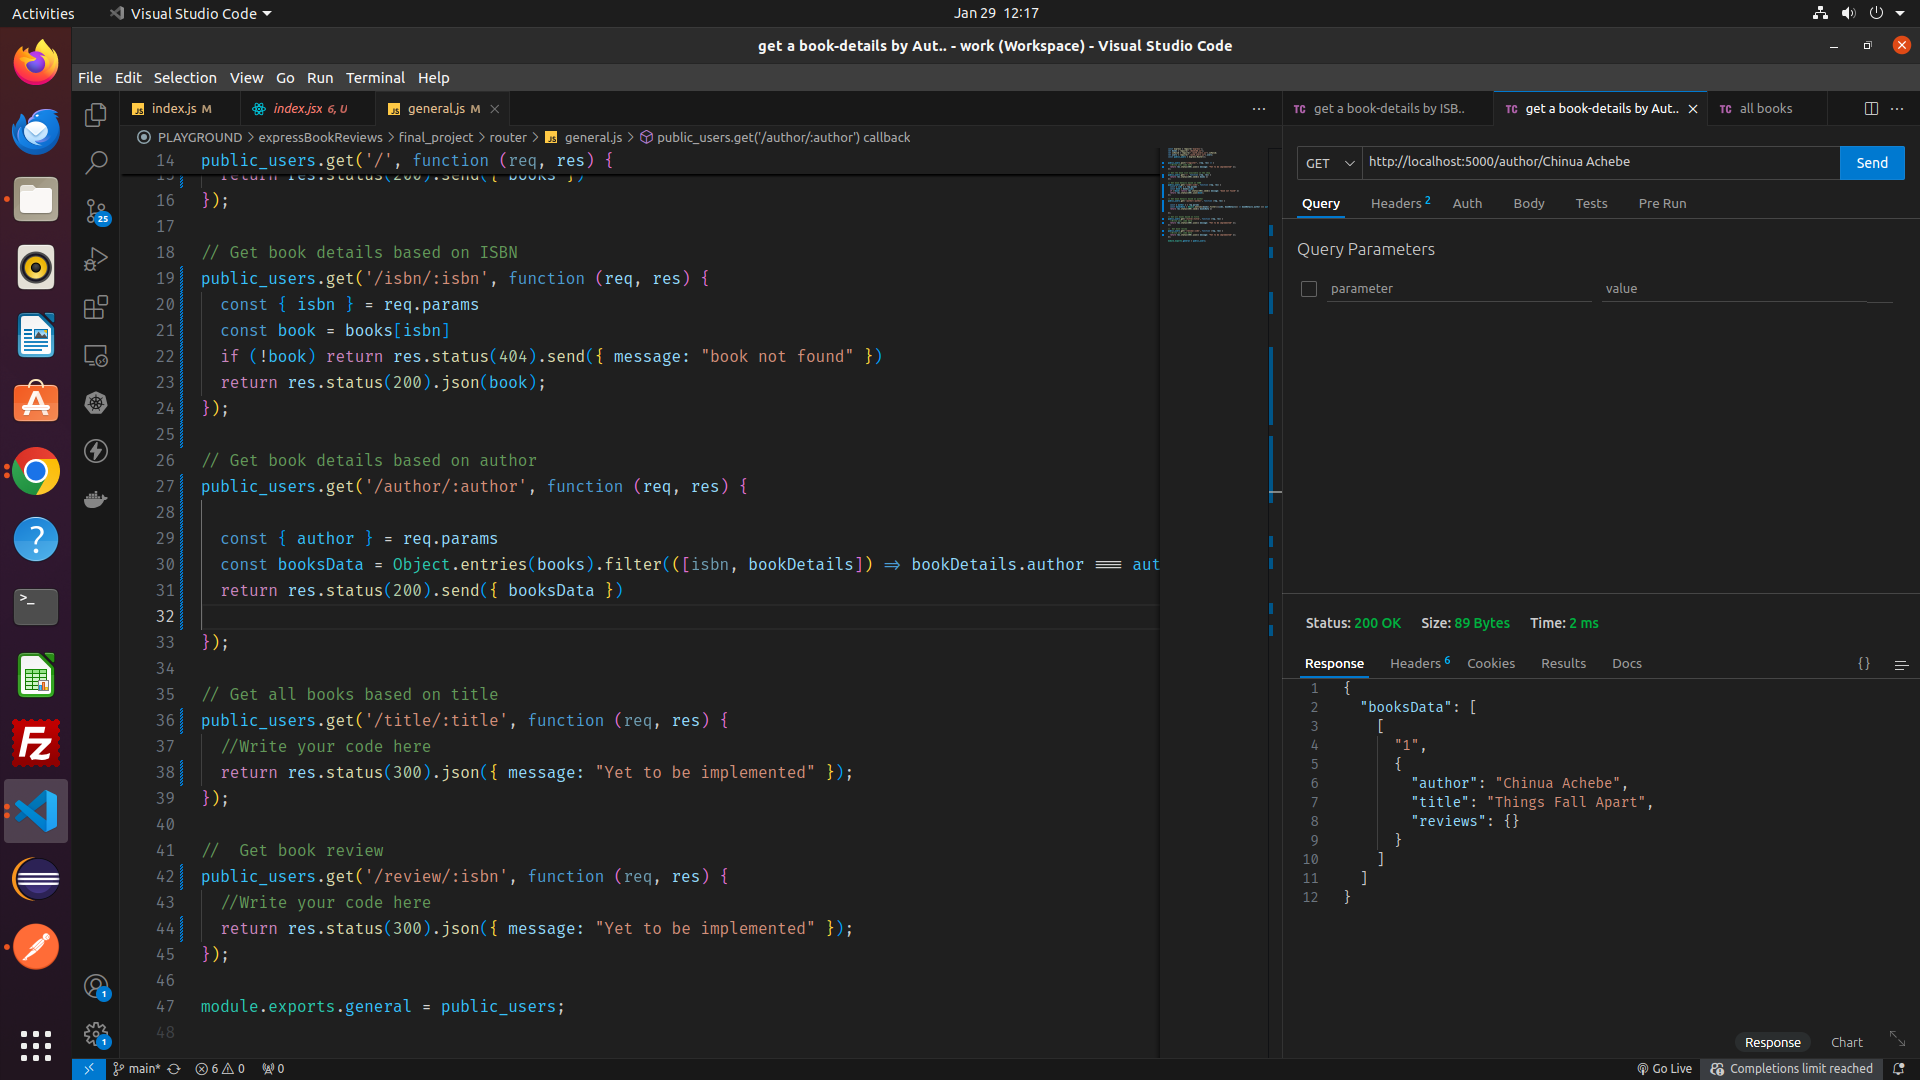 Activities
Visual Studio Code
Jan 29 12:17
get a book-details by Aut.. - work (Workspace) - Visual Studio Code
File Edit Selection View Go Run Terminal Help
index.js M
index.jsx 6, U
general.js M
PLAYGROUND > expressBookReviews > final_project > router > general.js > public_users.get('/author/:author') callback
14 public_users.get('/', function (req, res) {
15 return res.status(200).send({ books })
16 });
17
18 // Get book details based on ISBN
19 public_users.get('/isbn/:isbn', function (req, res) {
20 const { isbn } = req.params
21 const book = books[isbn]
22 if (!book) return res.status(404).send({ message: "book not found" })
23 return res.status(200).json(book);
24 });
25
26 // Get book details based on author
27 public_users.get('/author/:author', function (req, res) {
28
29 const { author } = req.params
30 const booksData = Object.entries(books).filter(([isbn, bookDetails]) => bookDetails.author === aut
31 return res.status(200).send({ booksData })
32
33 });
34
35 // Get all books based on title
36 public_users.get('/title/:title', function (req, res) {
37 //Write your code here
38 return res.status(300).json({ message: "Yet to be implemented" });
39 });
40
41 //  Get book review
42 public_users.get('/review/:isbn', function (req, res) {
43 //Write your code here
44 return res.status(300).json({ message: "Yet to be implemented" });
45 });
46
47 module.exports.general = public_users;
48
25
1
1
TC get a book-details by ISB..
TC get a book-details by Aut..
TC all books
GET http://localhost:5000/author/Chinua Achebe Send
Query Headers 2 Auth Body Tests Pre Run
Query Parameters
parameter value
Status: 200 OK Size: 89 Bytes Time: 2 ms
Response Headers 6 Cookies Results Docs {}
1 {
2 "booksData": [
3 [
4 "1",
5 {
6 "author": "Chinua Achebe",
7 "title": "Things Fall Apart",
8 "reviews": {}
9 }
10 ]
11 ]
12 }
Response Chart
main* 6 0 0
Go Live Completions limit reached